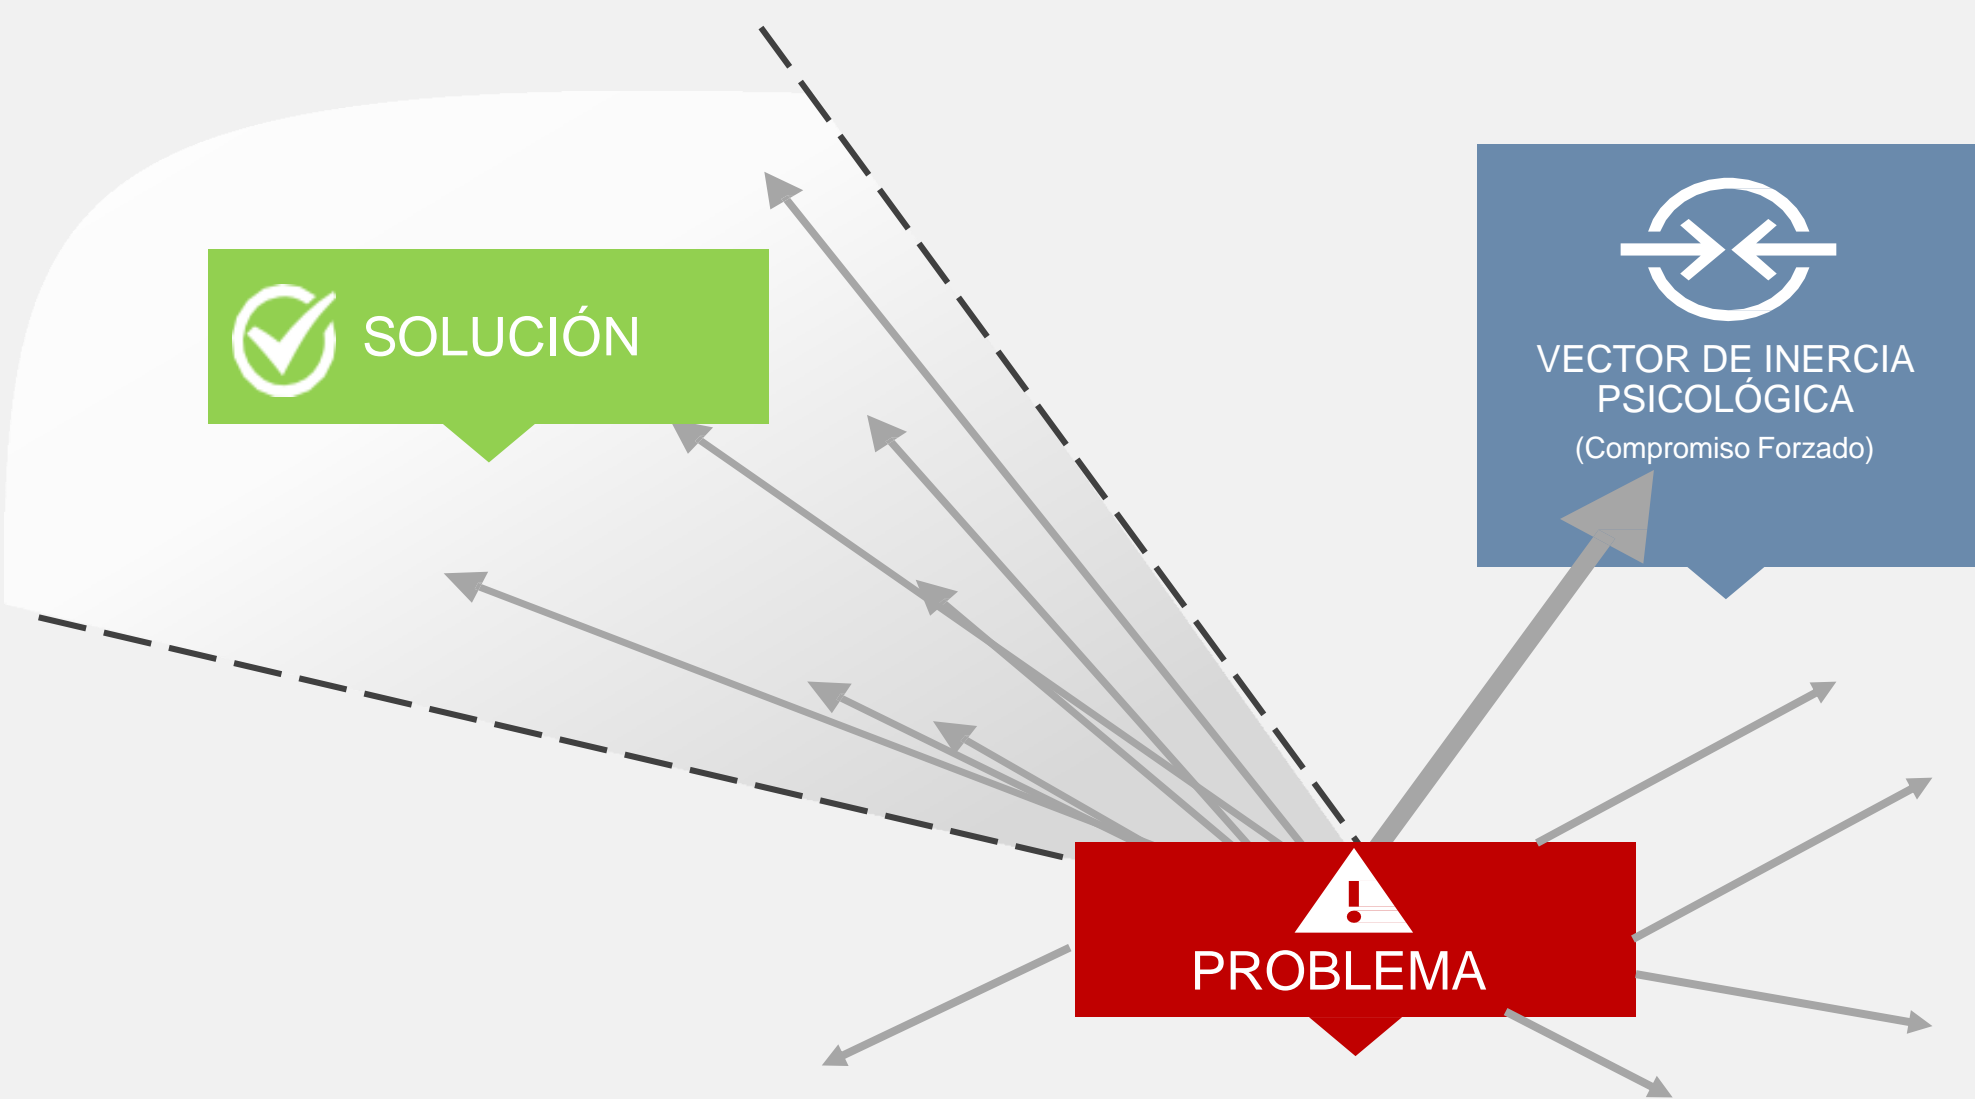 SOLUCIÓN
VECTOR DE INERCIA
PSICOLÓGICA
(Compromiso Forzado)
PROBLEMA